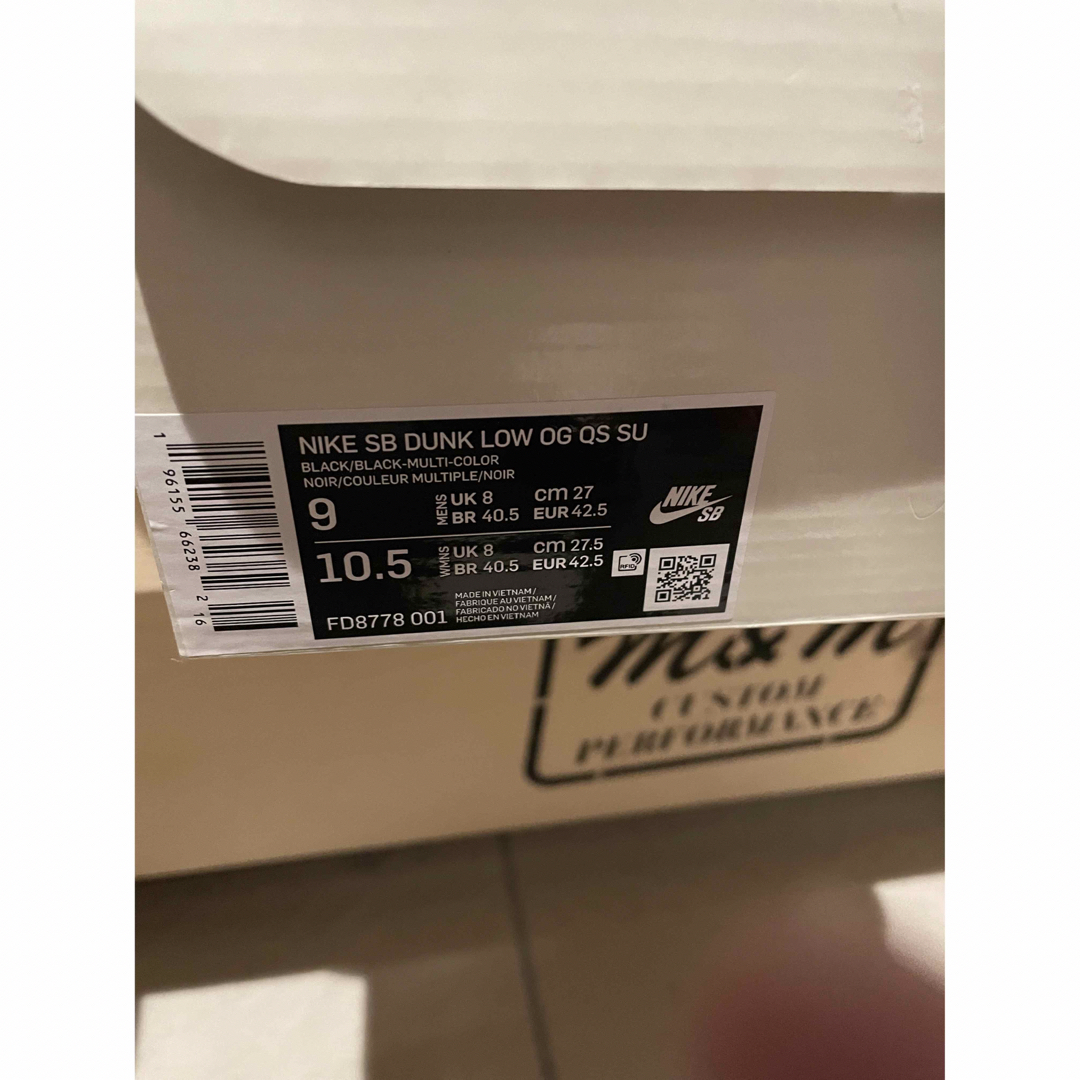 NIKE SB DUNK LOW OG QS SU
BLACK/BLACK-MULTI-COLOR
NOIR/COULEUR MULTIPLE/NOIR
9 MENS UK 8 cm 27
BR 40.5 EUR 42.5
10.5 WMNS UK 8 cm 27.5
BR 40.5 EUR 42.5
FD8778 001
MADE IN VIETNAM/
FABRIQUE AU VIETNAM/
FABRICADO NO VIETNÃ/
HECHO EN VIETNAM
NIKE
SB
RFID
1 96155 66238 2 16
M&M
CUSTOM
PERFORMANCE